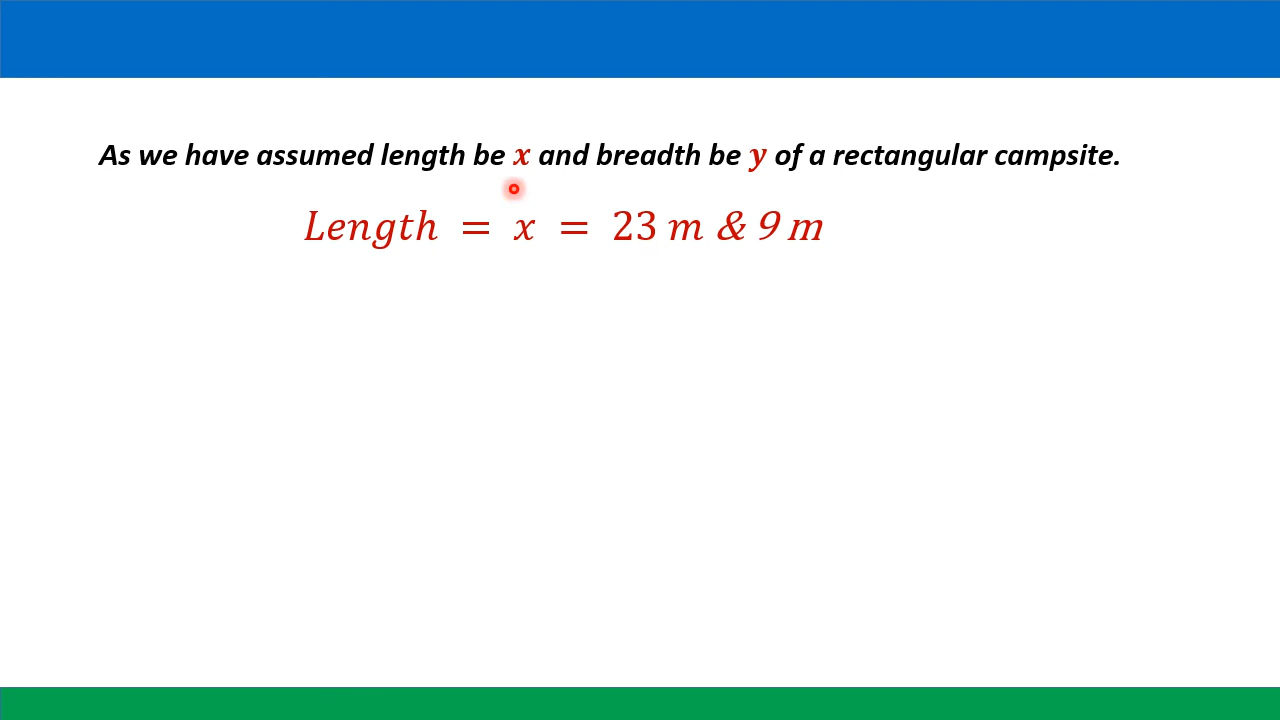 As we have assumed length be x and breadth be y of a rectangular campsite.
Length = x = 23 m & 9 m